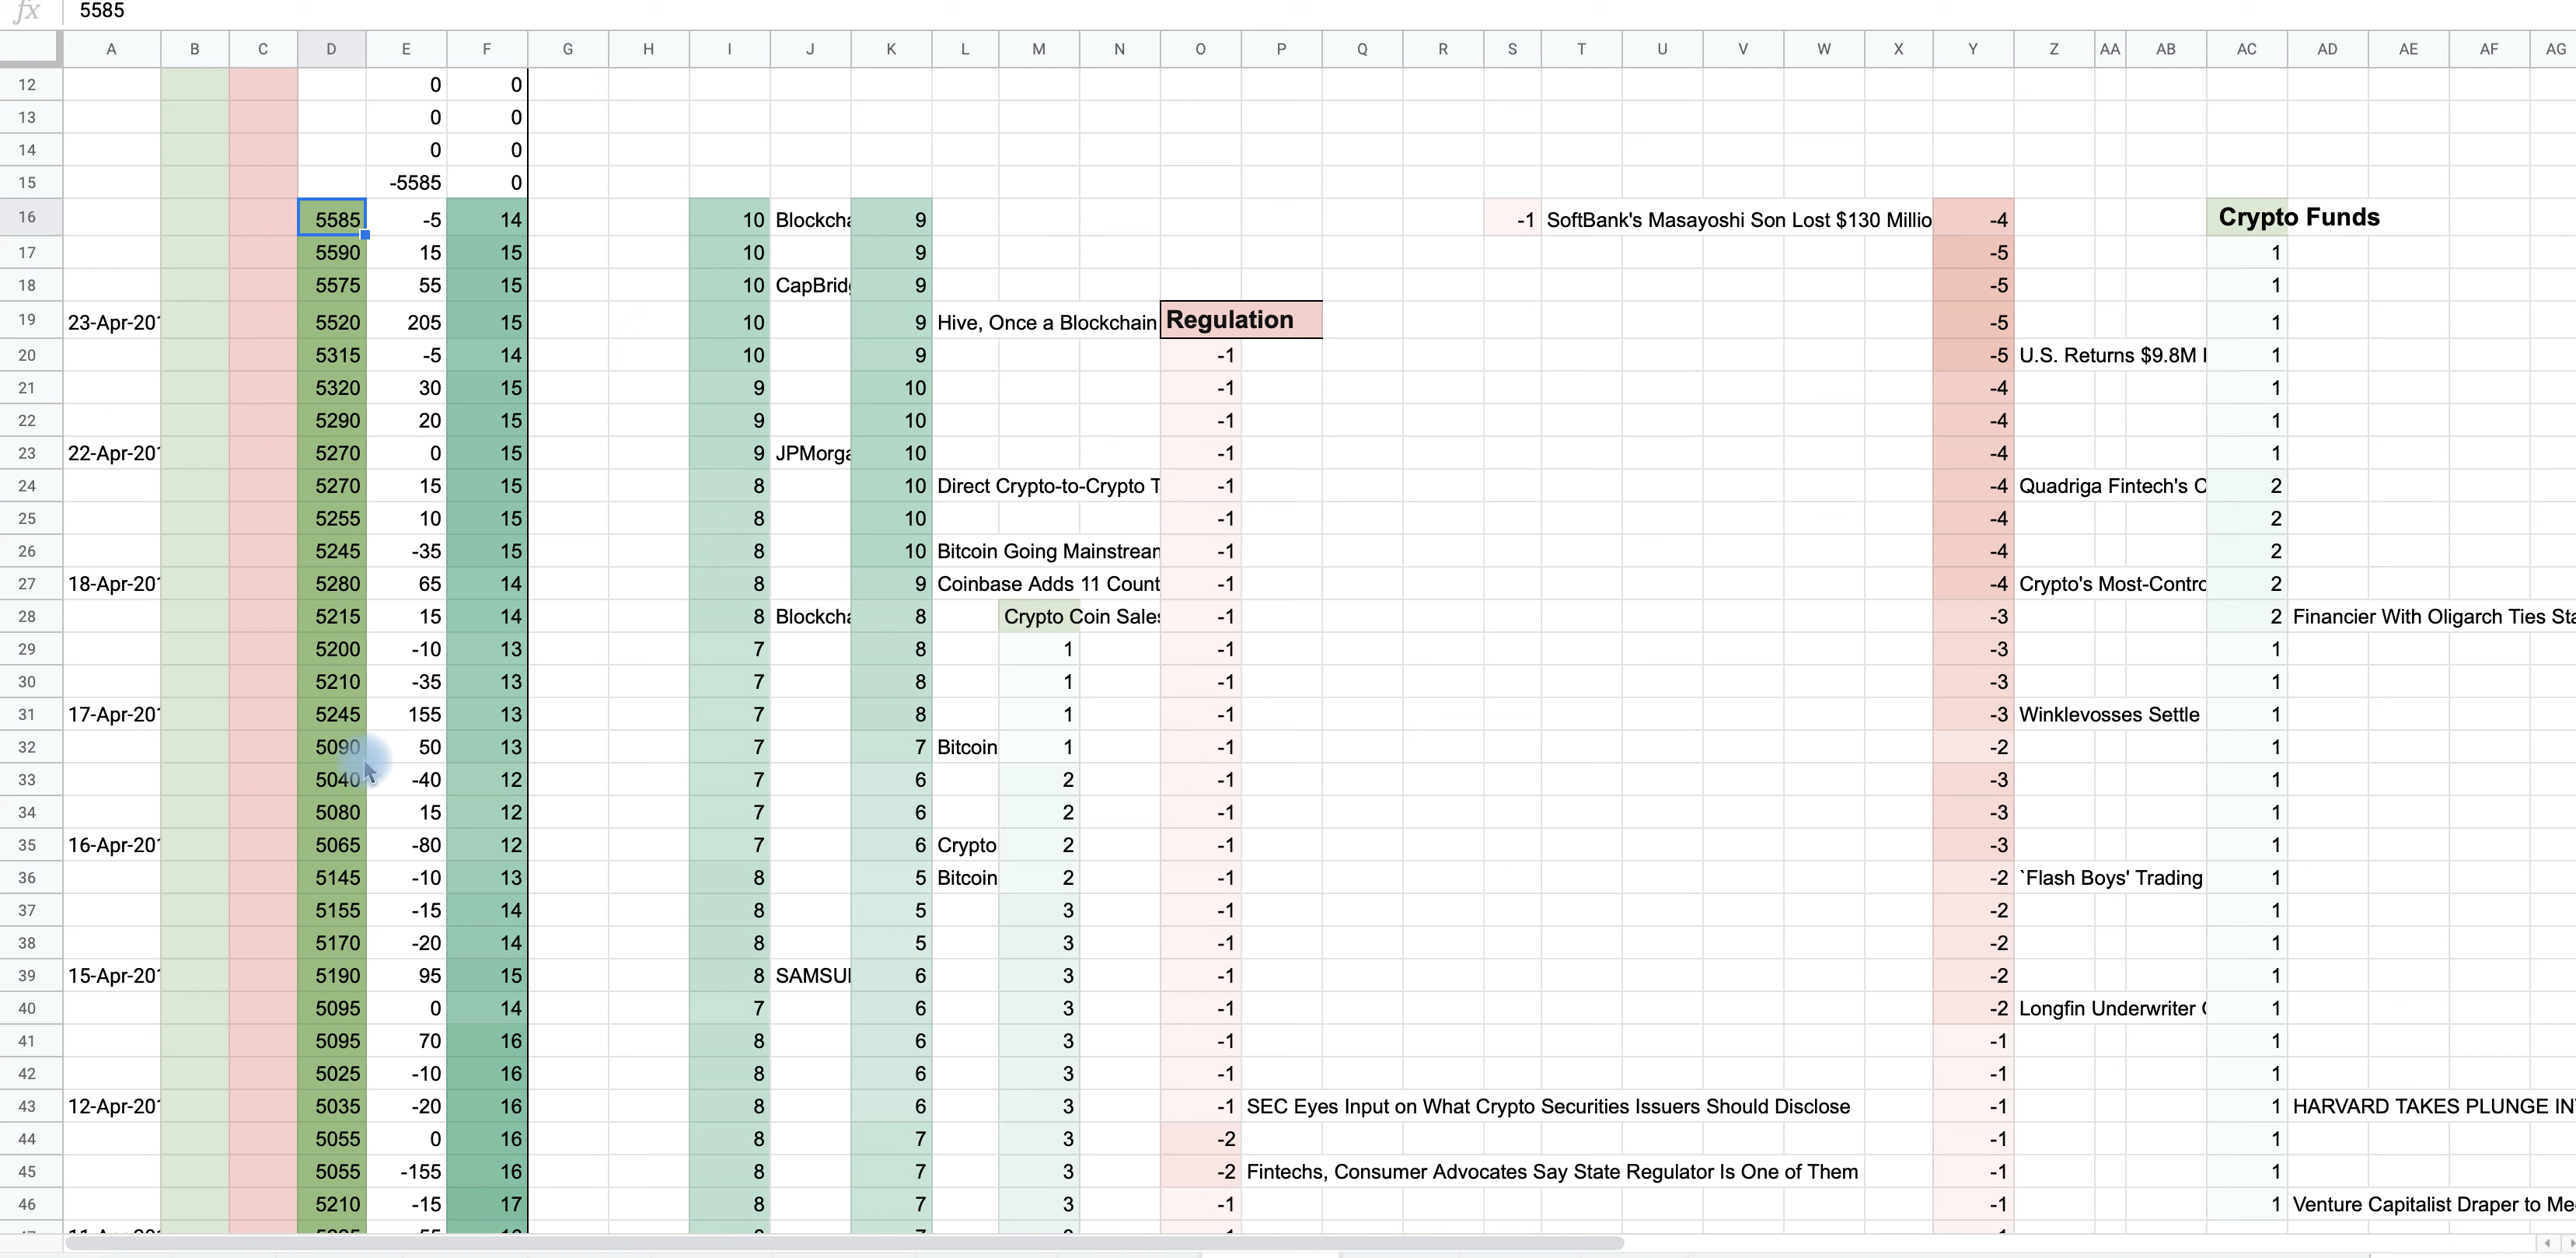 fx 5585
A B C D E F G H I J K L M N O P Q R S T U V W X Y Z AA AB AC AD AE AF AG
12 0 0
13 0 0
14 0 0
15 -5585 0
16 5585 -5 14 10 Blockcha 9 -1 SoftBank's Masayoshi Son Lost $130 Millio -4 Crypto Funds
17 5590 15 15 10 9 -5 1
18 5575 55 15 10 CapBridg 9 -5 1
19 23-Apr-201 5520 205 15 10 9 Hive, Once a Blockchain Regulation -5 1
20 5315 -5 14 10 9 -1 -5 U.S. Returns $9.8M 1
21 5320 30 15 9 10 -1 -4 1
22 5290 20 15 9 10 -1 -4 1
23 22-Apr-201 5270 0 15 9 JPMorga 10 -1 -4 1
24 5270 15 15 8 10 Direct Crypto-to-Crypto T -1 -4 Quadriga Fintech's C 2
25 5255 10 15 8 10 -1 -4 2
26 5245 -35 15 8 10 Bitcoin Going Mainstream -1 -4 2
27 18-Apr-201 5280 65 14 8 9 Coinbase Adds 11 Count -1 -4 Crypto's Most-Contro 2
28 5215 15 14 8 Blockcha 8 Crypto Coin Sales -1 -3 2 Financier With Oligarch Ties Sta
29 5200 -10 13 7 8 1 -1 -3 1
30 5210 -35 13 7 8 1 -1 -3 1
31 17-Apr-201 5245 155 13 7 8 1 -1 -3 Winklevosses Settle 1
32 5090 50 13 7 7 Bitcoin 1 -1 -2 1
33 5040 -40 12 7 6 2 -1 -3 1
34 5080 15 12 7 6 2 -1 -3 1
35 16-Apr-201 5065 -80 12 7 6 Crypto 2 -1 -3 1
36 5145 -10 13 8 5 Bitcoin 2 -1 -2 `Flash Boys' Trading 1
37 5155 -15 14 8 5 3 -1 -2 1
38 5170 -20 14 8 5 3 -1 -2 1
39 15-Apr-201 5190 95 15 8 SAMSU 6 3 -1 -2 1
40 5095 0 14 7 6 3 -1 -2 Longfin Underwriter 1
41 5095 70 16 8 6 3 -1 -1 1
42 5025 -10 16 8 6 3 -1 -1 1
43 12-Apr-201 5035 -20 16 8 6 3 -1 SEC Eyes Input on What Crypto Securities Issuers Should Disclose -1 1 HARVARD TAKES PLUNGE IN
44 5055 0 16 8 7 3 -2 -1 1
45 5055 -155 16 8 7 3 -2 Fintechs, Consumer Advocates Say State Regulator Is One of Them -1 1
46 5210 -15 17 8 7 3 -1 -1 1 Venture Capitalist Draper to Me